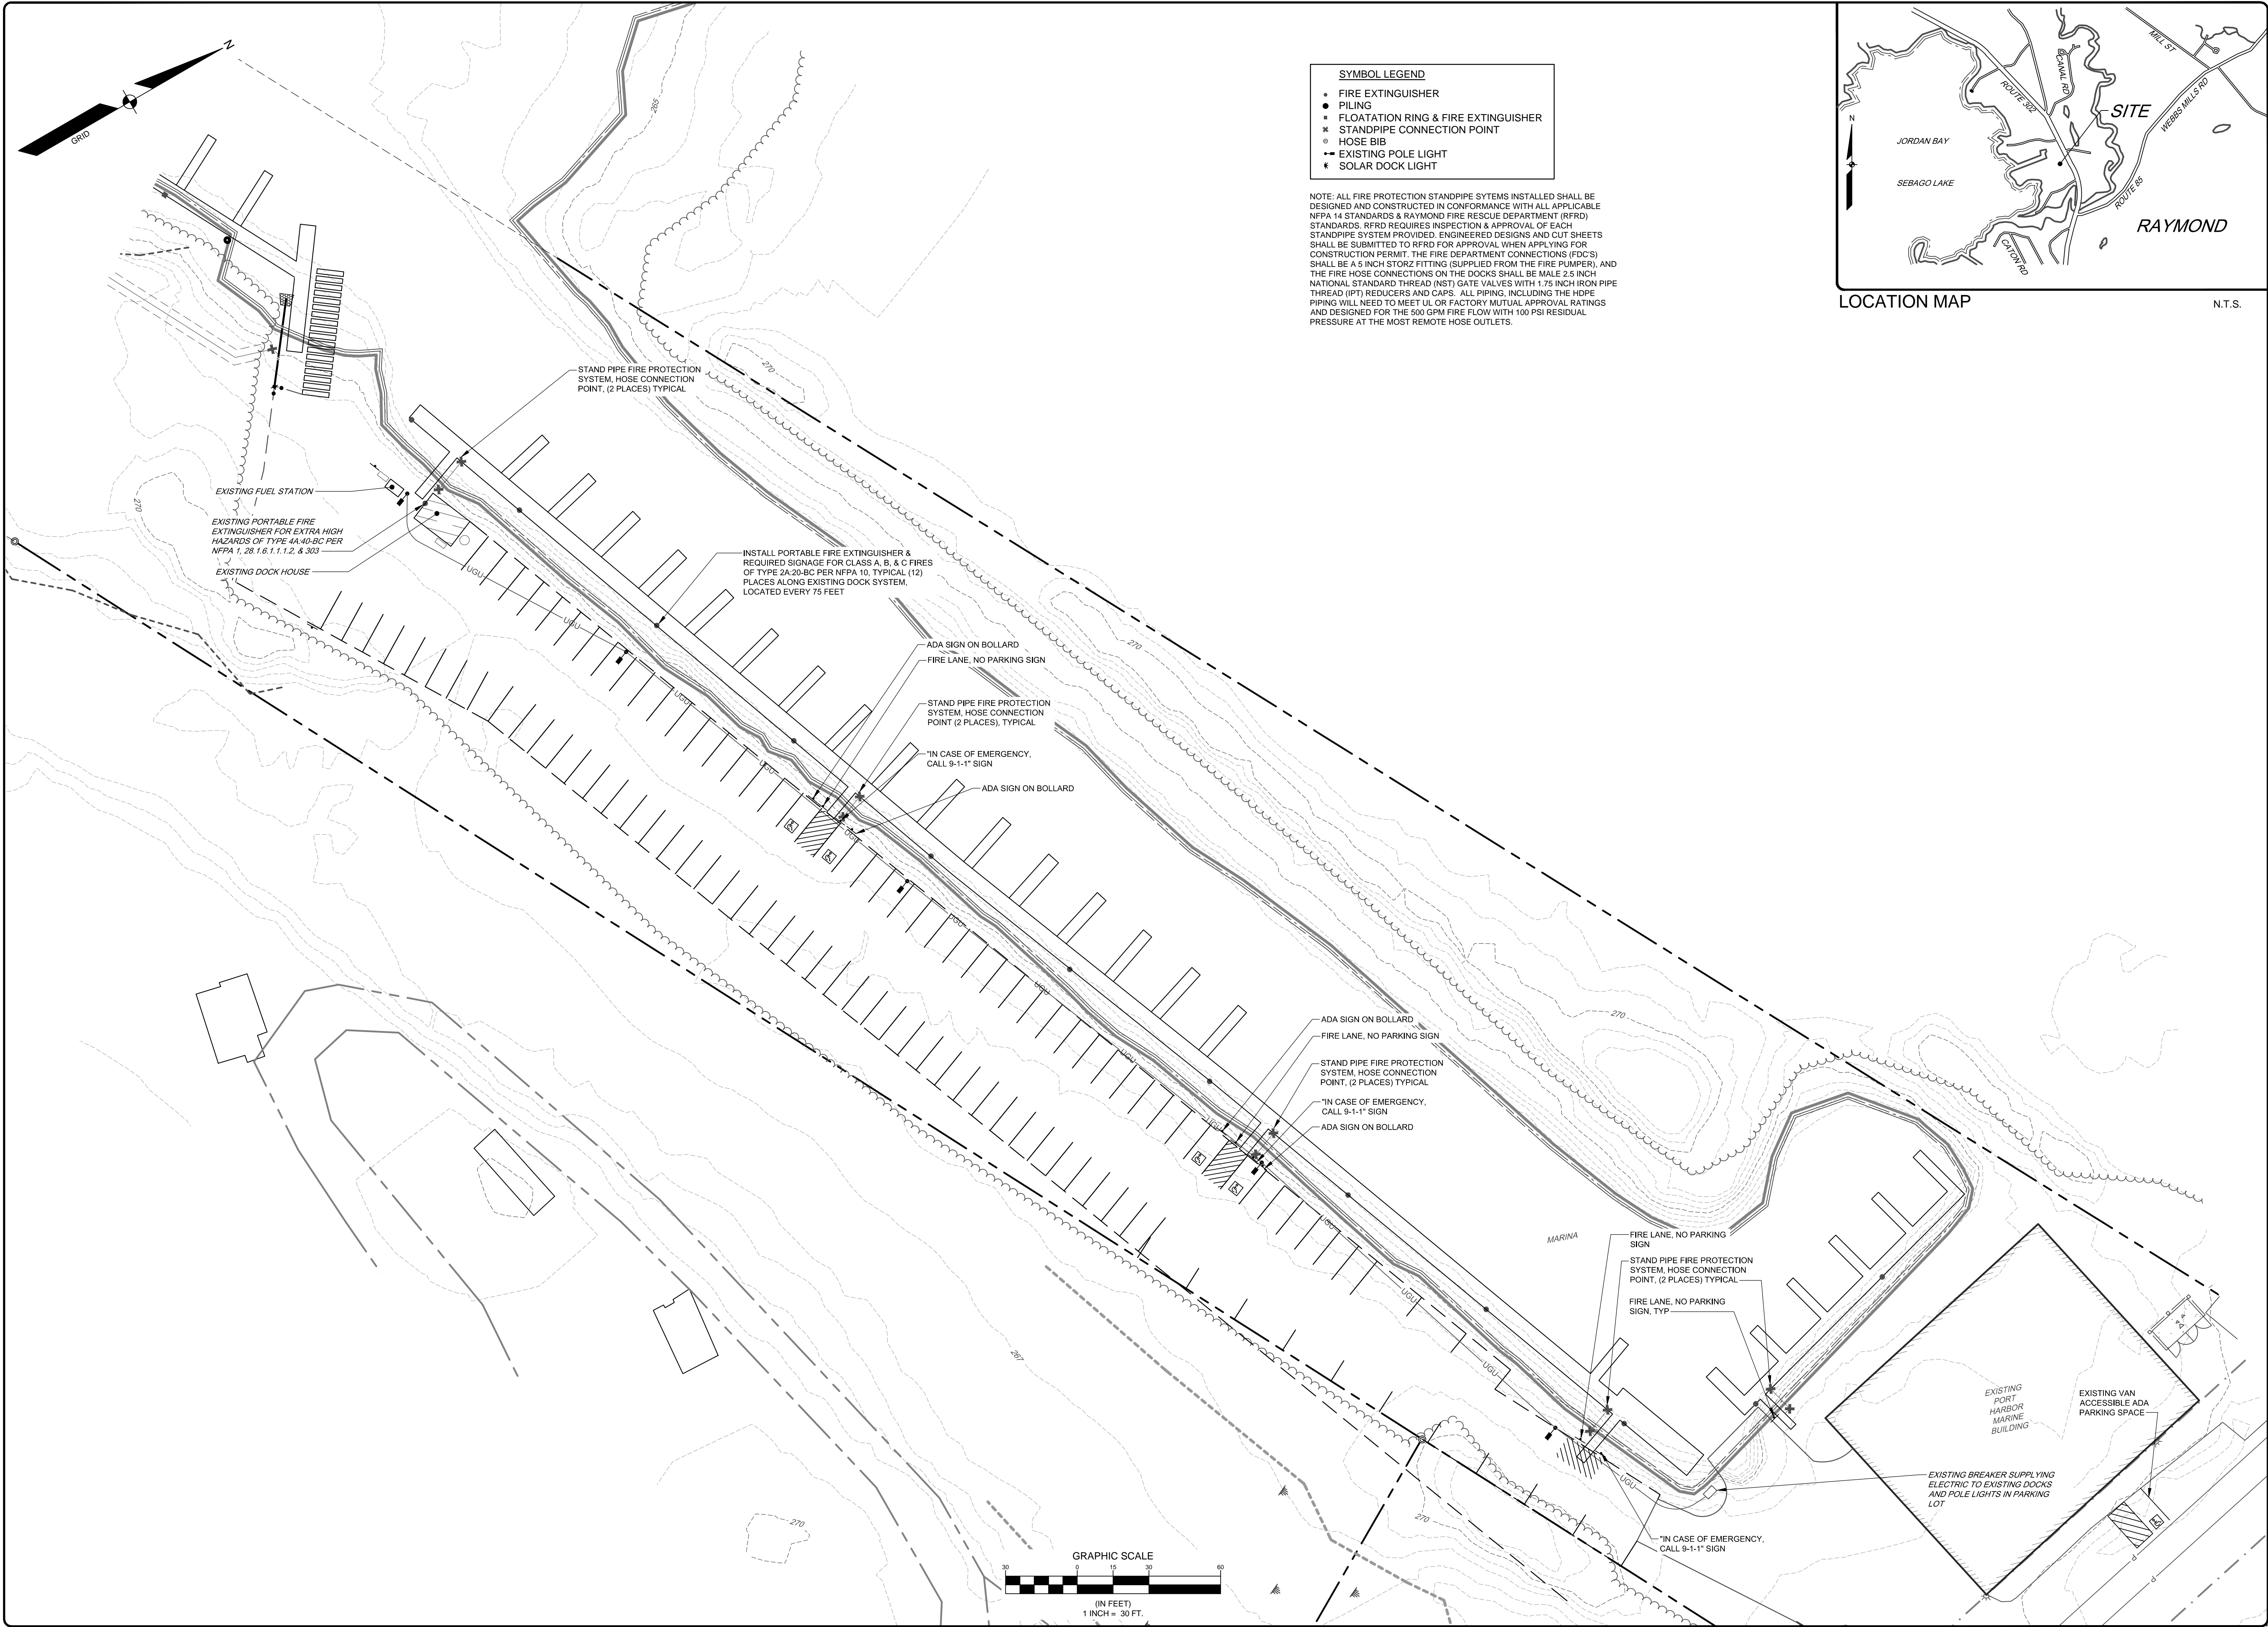 N
GRID
SYMBOL LEGEND
FIRE EXTINGUISHER
PILING
FLOATATION RING & FIRE EXTINGUISHER
STANDPIPE CONNECTION POINT
HOSE BIB
EXISTING POLE LIGHT
SOLAR DOCK LIGHT
NOTE: ALL FIRE PROTECTION STANDPIPE SYTEMS INSTALLED SHALL BE
DESIGNED AND CONSTRUCTED IN CONFORMANCE WITH ALL APPLICABLE
NFPA 14 STANDARDS & RAYMOND FIRE RESCUE DEPARTMENT (RFRD)
STANDARDS. RFRD REQUIRES INSPECTION & APPROVAL OF EACH
STANDPIPE SYSTEM PROVIDED. ENGINEERED DESIGNS AND CUT SHEETS
SHALL BE SUBMITTED TO RFRD FOR APPROVAL WHEN APPLYING FOR
CONSTRUCTION PERMIT. THE FIRE DEPARTMENT CONNECTIONS (FDC'S)
SHALL BE A 5 INCH STORZ FITTING (SUPPLIED FROM THE FIRE PUMPER), AND
THE FIRE HOSE CONNECTIONS ON THE DOCKS SHALL BE MALE 2.5 INCH
NATIONAL STANDARD THREAD (NST) GATE VALVES WITH 1.75 INCH IRON PIPE
THREAD (IPT) REDUCERS AND CAPS. ALL PIPING, INCLUDING THE HDPE
PIPING WILL NEED TO MEET UL OR FACTORY MUTUAL APPROVAL RATINGS
AND DESIGNED FOR THE 500 GPM FIRE FLOW WITH 100 PSI RESIDUAL
PRESSURE AT THE MOST REMOTE HOSE OUTLETS.
MILL ST
CANAL RD
ROUTE 302
SITE
WEBBS MILLS RD
N
JORDAN BAY
SEBAGO LAKE
ROUTE 85
RAYMOND
CATON RD
LOCATION MAP
N.T.S.
265
270
STAND PIPE FIRE PROTECTION
SYSTEM, HOSE CONNECTION
POINT, (2 PLACES) TYPICAL
270
EXISTING FUEL STATION
EXISTING PORTABLE FIRE
EXTINGUISHER FOR EXTRA HIGH
HAZARDS OF TYPE 4A:40-BC PER
NFPA 1, 28.1.6.1.1.1.2, & 303
EXISTING DOCK HOUSE
UGU
INSTALL PORTABLE FIRE EXTINGUISHER &
REQUIRED SIGNAGE FOR CLASS A, B, & C FIRES
OF TYPE 2A:20-BC PER NFPA 10, TYPICAL (12)
PLACES ALONG EXISTING DOCK SYSTEM,
LOCATED EVERY 75 FEET
UGU
270
ADA SIGN ON BOLLARD
FIRE LANE, NO PARKING SIGN
UGU
STAND PIPE FIRE PROTECTION
SYSTEM, HOSE CONNECTION
POINT (2 PLACES), TYPICAL
"IN CASE OF EMERGENCY,
CALL 9-1-1" SIGN
UGU
ADA SIGN ON BOLLARD
UGU
UGU
UGU
270
ADA SIGN ON BOLLARD
FIRE LANE, NO PARKING SIGN
UGU
STAND PIPE FIRE PROTECTION
SYSTEM, HOSE CONNECTION
POINT, (2 PLACES) TYPICAL
"IN CASE OF EMERGENCY,
CALL 9-1-1" SIGN
UGU
ADA SIGN ON BOLLARD
UGU
MARINA
FIRE LANE, NO PARKING
SIGN
STAND PIPE FIRE PROTECTION
SYSTEM, HOSE CONNECTION
POINT, (2 PLACES) TYPICAL
UGU
FIRE LANE, NO PARKING
SIGN, TYP
267
UGU
EXISTING
PORT
HARBOR
MARINE
BUILDING
EXISTING VAN
ACCESSIBLE ADA
PARKING SPACE
UGU
EXISTING BREAKER SUPPLYING
ELECTRIC TO EXISTING DOCKS
AND POLE LIGHTS IN PARKING
LOT
270
270
"IN CASE OF EMERGENCY,
CALL 9-1-1" SIGN
P
P
GRAPHIC SCALE
30 0 15 30 60
(IN FEET)
1 INCH = 30 FT.